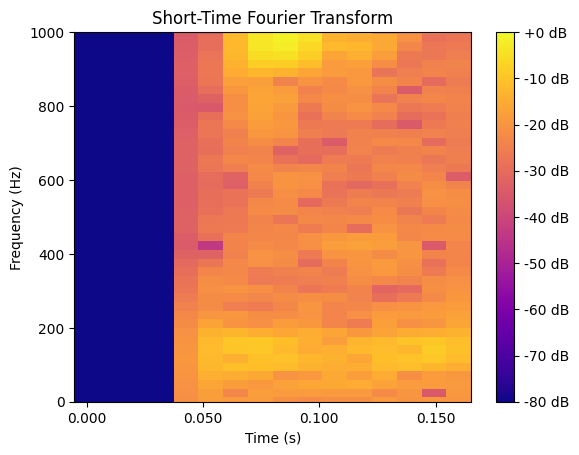 Short-Time Fourier Transform
Frequency (Hz)
1000
800
600
400
200
0
0.000
0.050
0.100
0.150
Time (s)
+0 dB
-10 dB
-20 dB
-30 dB
-40 dB
-50 dB
-60 dB
-70 dB
-80 dB